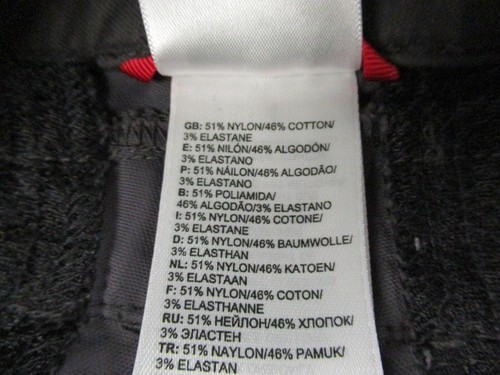 GB: 51% NYLON/46% COTTON/
3% ELASTANE
E: 51% NILÓN/46% ALGODÓN/
3% ELASTANO
P: 51% NÁILON/46% ALGODÃO/
3% ELASTANO
B: 51% POLIAMIDA/
46% ALGODÃO/3% ELASTANO
I: 51% NYLON/46% COTONE/
3% ELASTANE
D: 51% NYLON/46% BAUMWOLLE/
3% ELASTHAN
NL: 51% NYLON/46% KATOEN/
3% ELASTAAN
F: 51% NYLON/46% COTON/
3% ELASTHANNE
RU: 51% НЕЙЛОН/46% ХЛОПОК/
3% ЭЛАСТЕН
TR: 51% NAYLON/46% PAMUK/
3% ELASTAN